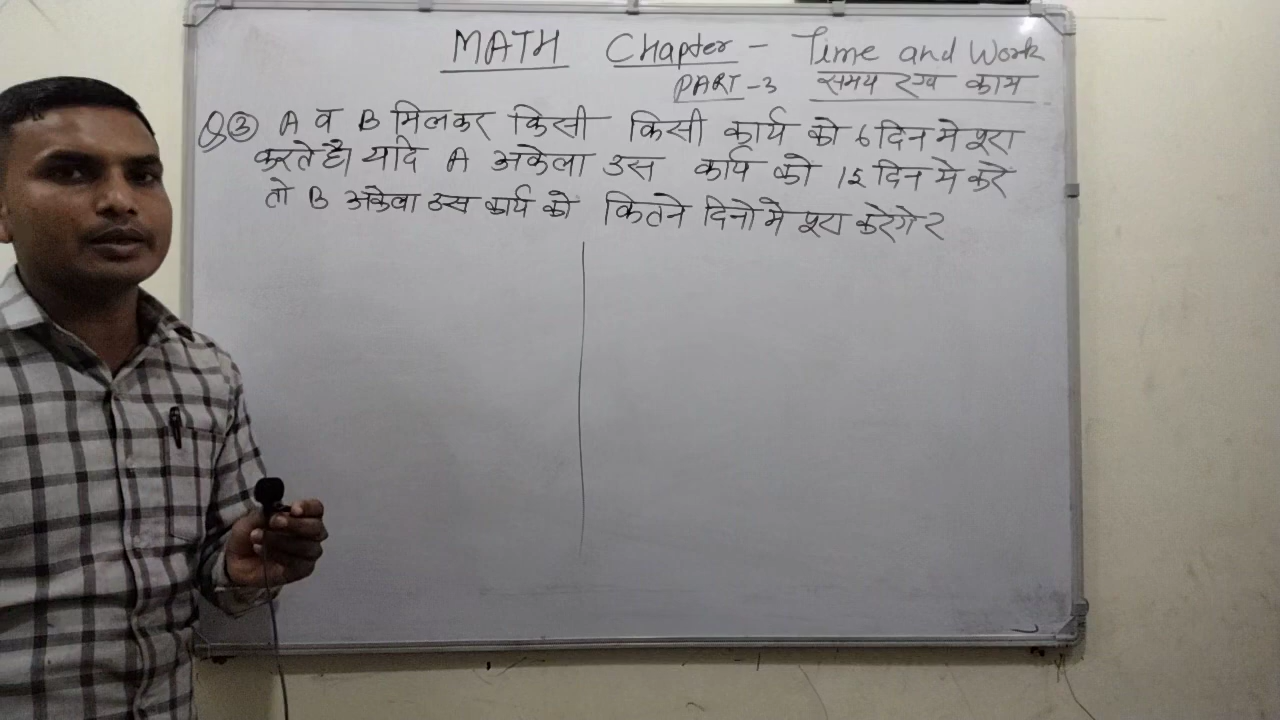 MATH Chapter - Time and Work
PART-3 समय एवं काम
Q③ A व B मिलकर किसी किसी कार्य को 6 दिन मे पूरा
करते है। यदि A अकेला उस कार्य को 15 दिन मे करे
तो B अकेला उस कार्य को कितने दिनो मे पूरा करेगे ?